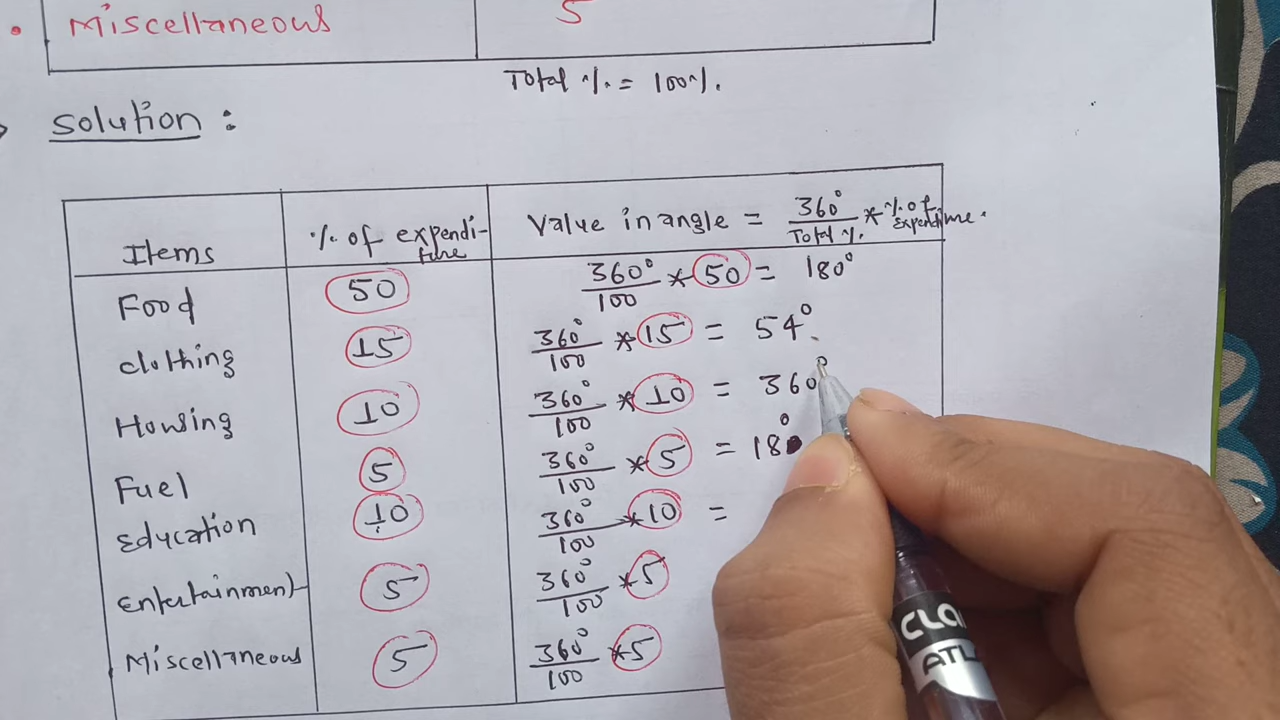 Miscellaneous 5
Total % = 100%.
Solution :
Items % of expenditure Value in angle = 360° / Total % * % of expenditure.
Food 50 360°/100 * 50 = 180°
Clothing 15 360°/100 * 15 = 54°
Housing 10 360°/100 * 10 = 360°
Fuel 5 360°/100 * 5 = 18°
Education 10 360°/100 * 10 =
Entertainment 5 360°/100 * 5
Miscellaneous 5 360°/100 * 5